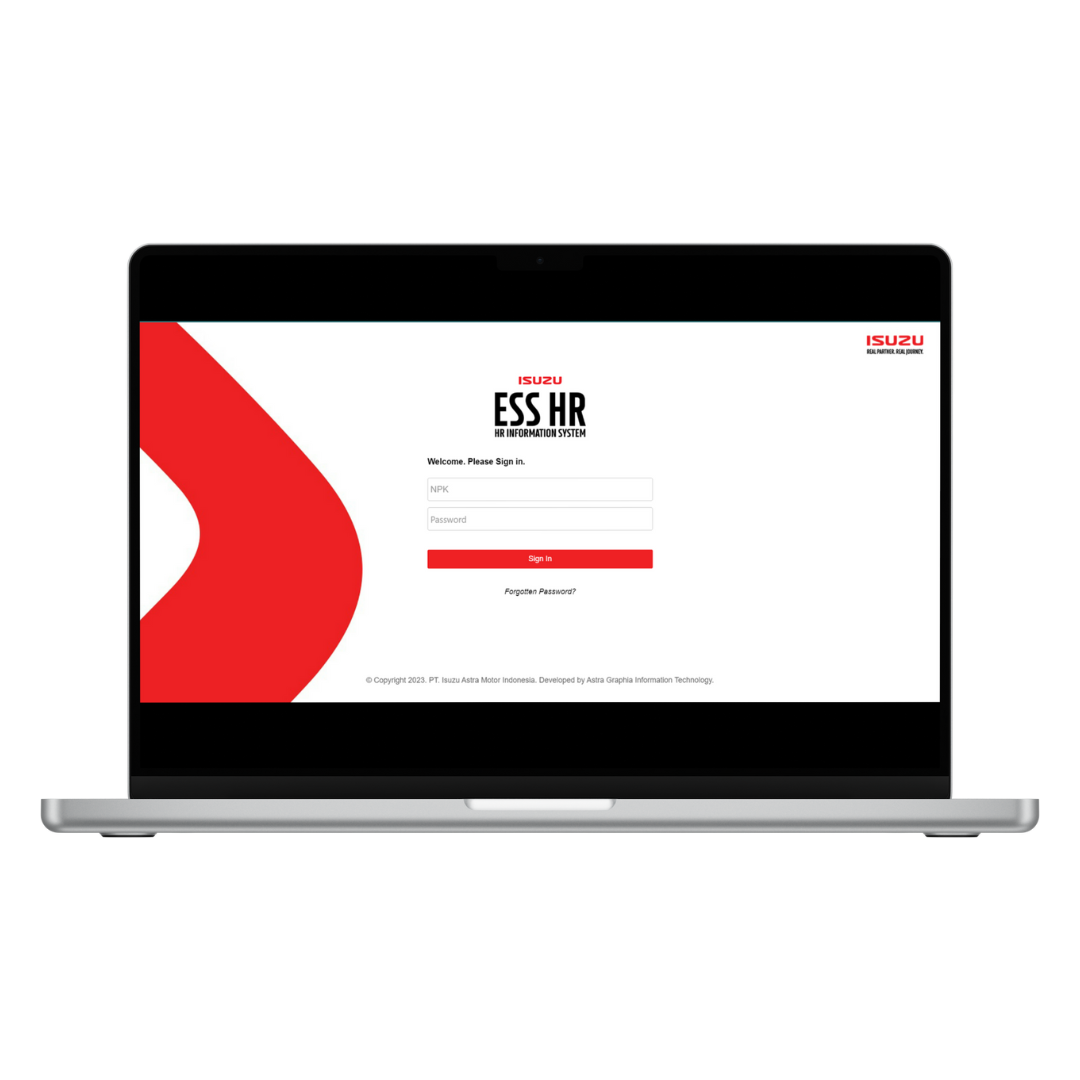 ISUZU
REAL PARTNER. REAL JOURNEY.
ISUZU
ESS HR
HR INFORMATION SYSTEM
Welcome. Please Sign in.
NPK
Password
Sign In
Forgotten Password?
© Copyright 2023. PT. Isuzu Astra Motor Indonesia. Developed by Astra Graphia Information Technology.